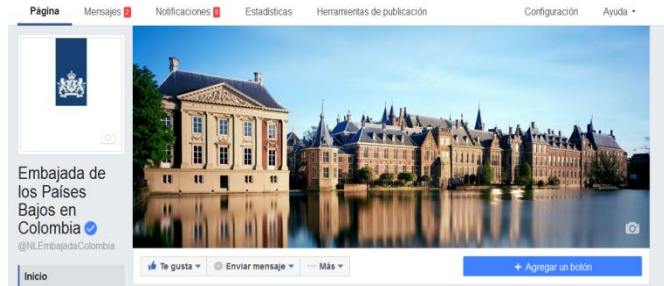 Página Mensajes 2 Notificaciones 9 Estadísticas Herramientas de publicación Configuración Ayuda
Embajada de
los Países
Bajos en
Colombia
@NLEmbajadaColombia
Inicio
Te gusta Enviar mensaje ··· Más
+ Agregar un botón